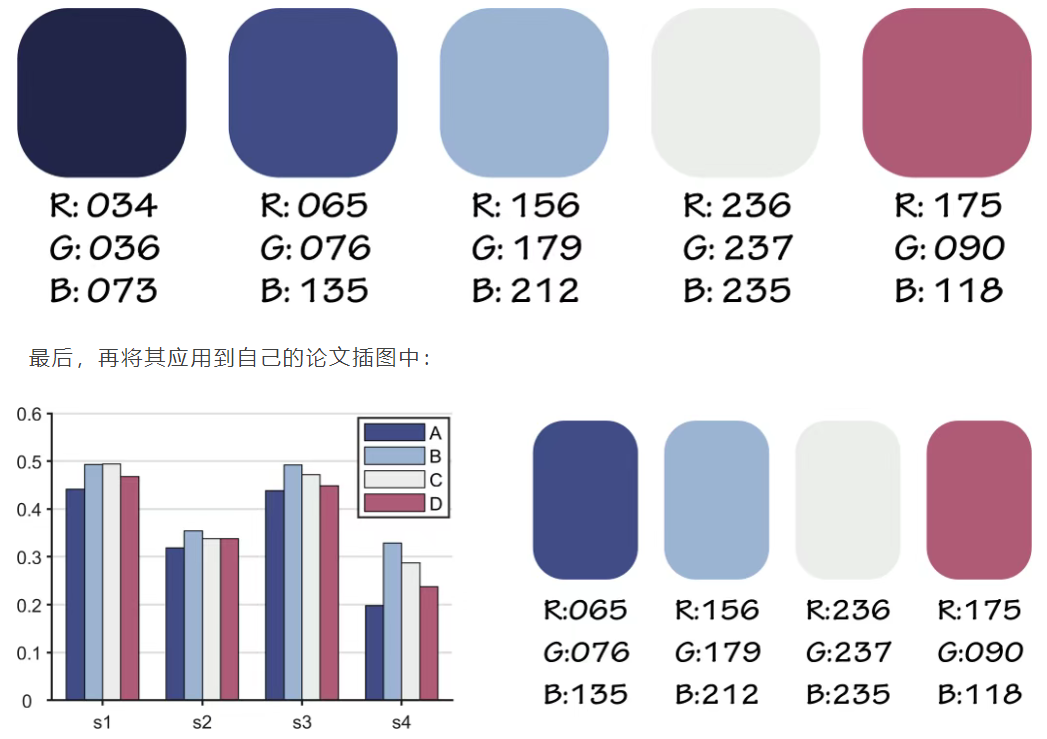 R: 034 R: 065 R: 156 R: 236 R: 175
G: 036 G: 076 G: 179 G: 237 G: 090
B: 073 B: 135 B: 212 B: 235 B: 118
最后，再将其应用到自己的论文插图中：
0.6
0.5
0.4
0.3
0.2
0.1
0
A
B
C
D
s1 s2 s3 s4
R:065 R:156 R:236 R:175
G:076 G:179 G:237 G:090
B:135 B:212 B:235 B:118